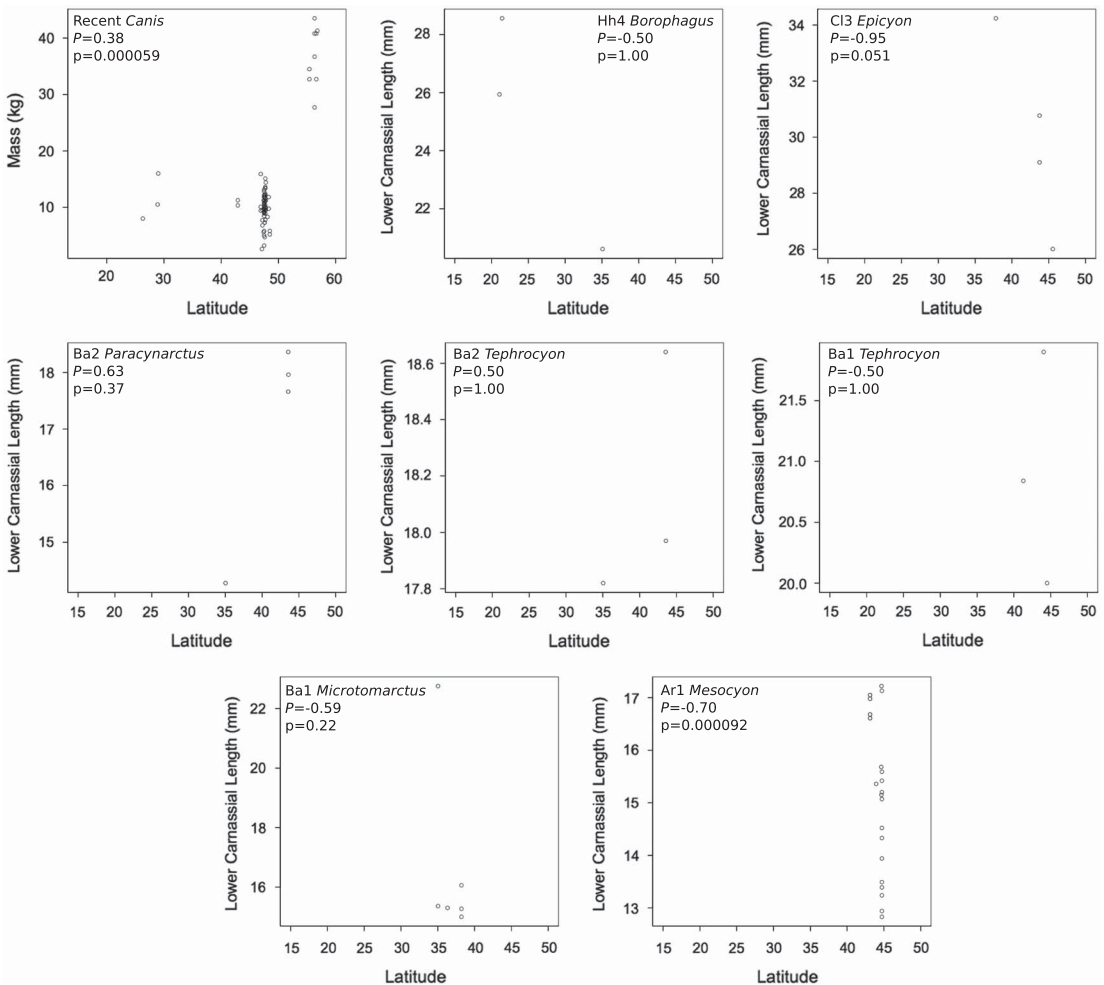 Recent Canis
P=0.38
p=0.000059
Mass (kg)
40
30
20
10
20 30 40 50 60
Latitude
Hh4 Borophagus
P=-0.50
p=1.00
Lower Carnassial Length (mm)
28
26
24
22
15 20 25 30 35 40 45 50
Latitude
Cl3 Epicyon
P=-0.95
p=0.051
Lower Carnassial Length (mm)
34
32
30
28
26
15 20 25 30 35 40 45 50
Latitude
Ba2 Paracynarctus
P=0.63
p=0.37
Lower Carnassial Length (mm)
18
17
16
15
15 20 25 30 35 40 45 50
Latitude
Ba2 Tephrocyon
P=0.50
p=1.00
Lower Carnassial Length (mm)
18.6
18.4
18.2
18.0
17.8
15 20 25 30 35 40 45 50
Latitude
Ba1 Tephrocyon
P=-0.50
p=1.00
Lower Carnassial Length (mm)
21.5
21.0
20.5
20.0
15 20 25 30 35 40 45 50
Latitude
Ba1 Microtomarctus
P=-0.59
p=0.22
Lower Carnassial Length (mm)
22
20
18
16
15 20 25 30 35 40 45 50
Latitude
Ar1 Mesocyon
P=-0.70
p=0.000092
Lower Carnassial Length (mm)
17
16
15
14
13
15 20 25 30 35 40 45 50
Latitude